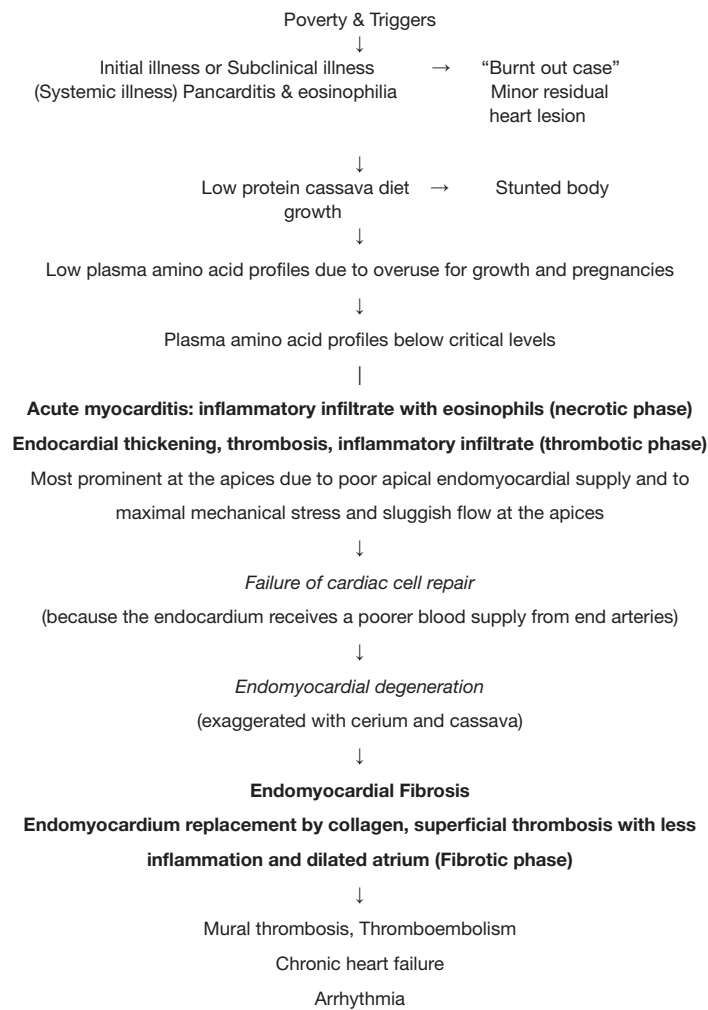 Poverty & Triggers
↓
Initial illness or Subclinical illness → “Burnt out case”
(Systemic illness) Pancarditis & eosinophilia Minor residual
heart lesion
↓
Low protein cassava diet → Stunted body
growth
↓
Low plasma amino acid profiles due to overuse for growth and pregnancies
↓
Plasma amino acid profiles below critical levels
|
Acute myocarditis: inflammatory infiltrate with eosinophils (necrotic phase)
Endocardial thickening, thrombosis, inflammatory infiltrate (thrombotic phase)
Most prominent at the apices due to poor apical endomyocardial supply and to
maximal mechanical stress and sluggish flow at the apices
↓
Failure of cardiac cell repair
(because the endocardium receives a poorer blood supply from end arteries)
↓
Endomyocardial degeneration
(exaggerated with cerium and cassava)
↓
Endomyocardial Fibrosis
Endomyocardium replacement by collagen, superficial thrombosis with less
inflammation and dilated atrium (Fibrotic phase)
↓
Mural thrombosis, Thromboembolism
Chronic heart failure
Arrhythmia